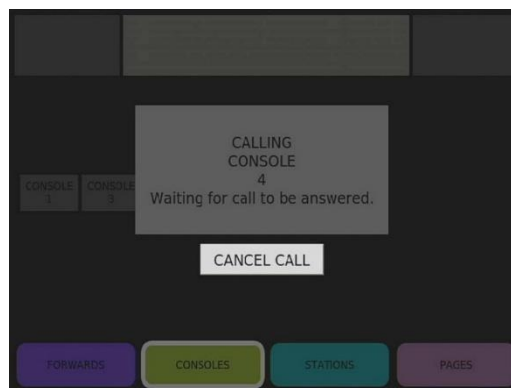 CALLING
CONSOLE
4
Waiting for call to be answered.
CONSOLE CONSOLE
1 3
CANCEL CALL
FORWARDS CONSOLES STATIONS PAGES